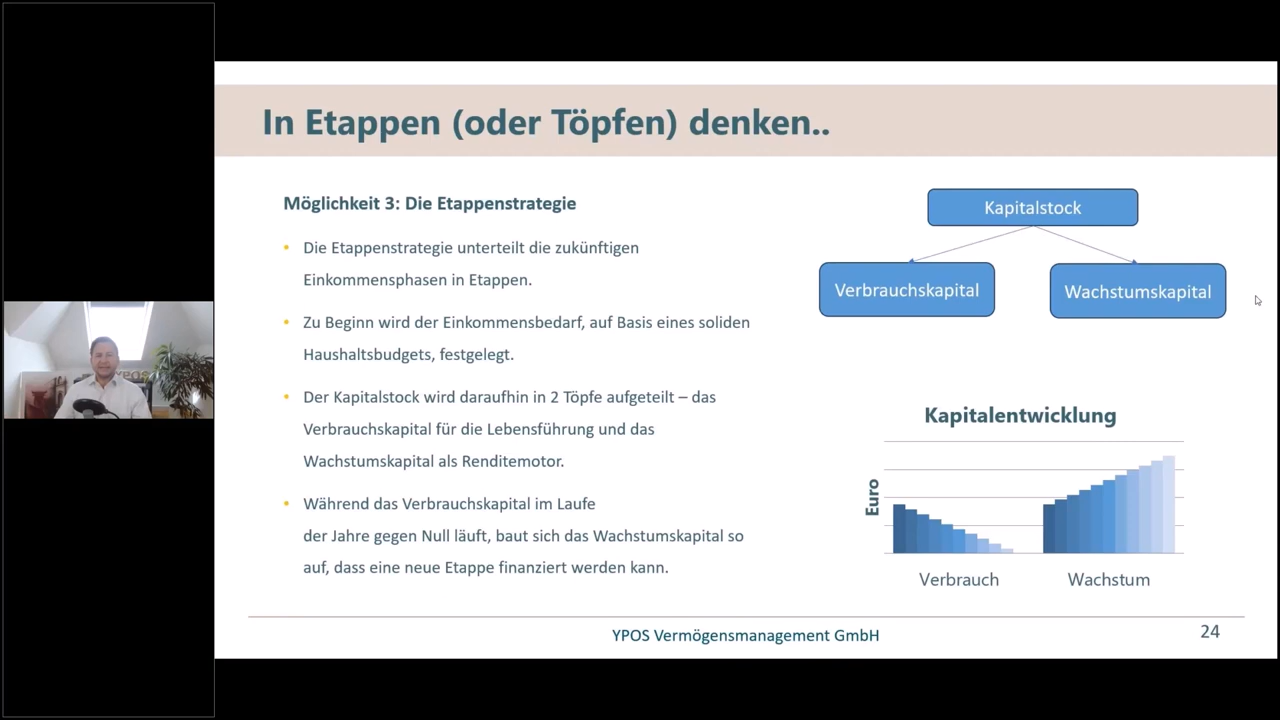 In Etappen (oder Töpfen) denken..
Möglichkeit 3: Die Etappenstrategie
• Die Etappenstrategie unterteilt die zukünftigen
Einkommensphasen in Etappen.
• Zu Beginn wird der Einkommensbedarf, auf Basis eines soliden
Haushaltsbudgets, festgelegt.
• Der Kapitalstock wird daraufhin in 2 Töpfe aufgeteilt – das
Verbrauchskapital für die Lebensführung und das
Wachstumskapital als Renditemotor.
• Während das Verbrauchskapital im Laufe
der Jahre gegen Null läuft, baut sich das Wachstumskapital so
auf, dass eine neue Etappe finanziert werden kann.
Kapitalstock
Verbrauchskapital
Wachstumskapital
Kapitalentwicklung
Euro
Verbrauch
Wachstum
YPOS Vermögensmanagement GmbH
24